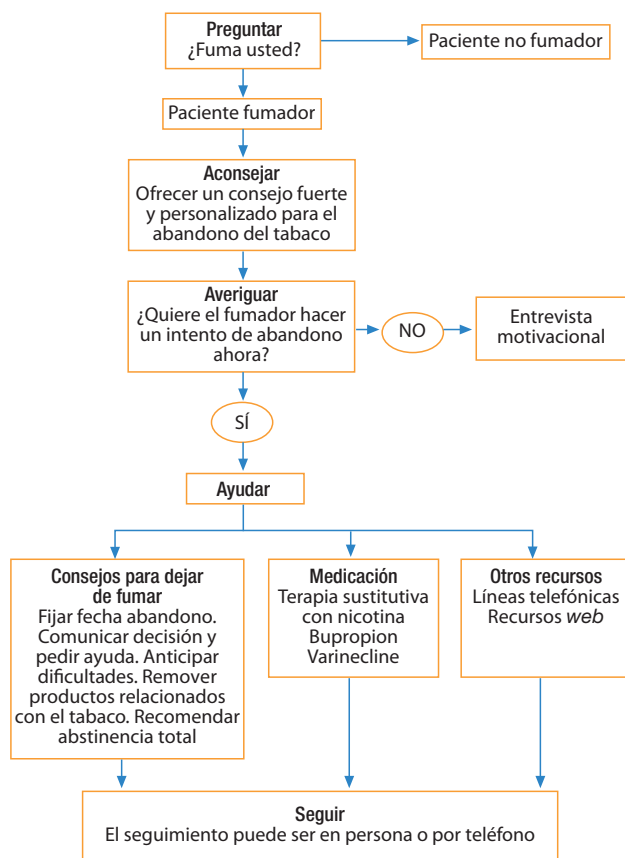 Preguntar
¿Fuma usted?
Paciente no fumador
Paciente fumador
Aconsejar
Ofrecer un consejo fuerte
y personalizado para el
abandono del tabaco
Averiguar
¿Quiere el fumador hacer
un intento de abandono
ahora?
NO
Entrevista
motivacional
SÍ
Ayudar
Consejos para dejar
de fumar
Fijar fecha abandono.
Comunicar decisión y
pedir ayuda. Anticipar
dificultades. Remover
productos relacionados
con el tabaco. Recomendar
abstinencia total
Medicación
Terapia sustitutiva
con nicotina
Bupropion
Varinecline
Otros recursos
Líneas telefónicas
Recursos web
Seguir
El seguimiento puede ser en persona o por teléfono